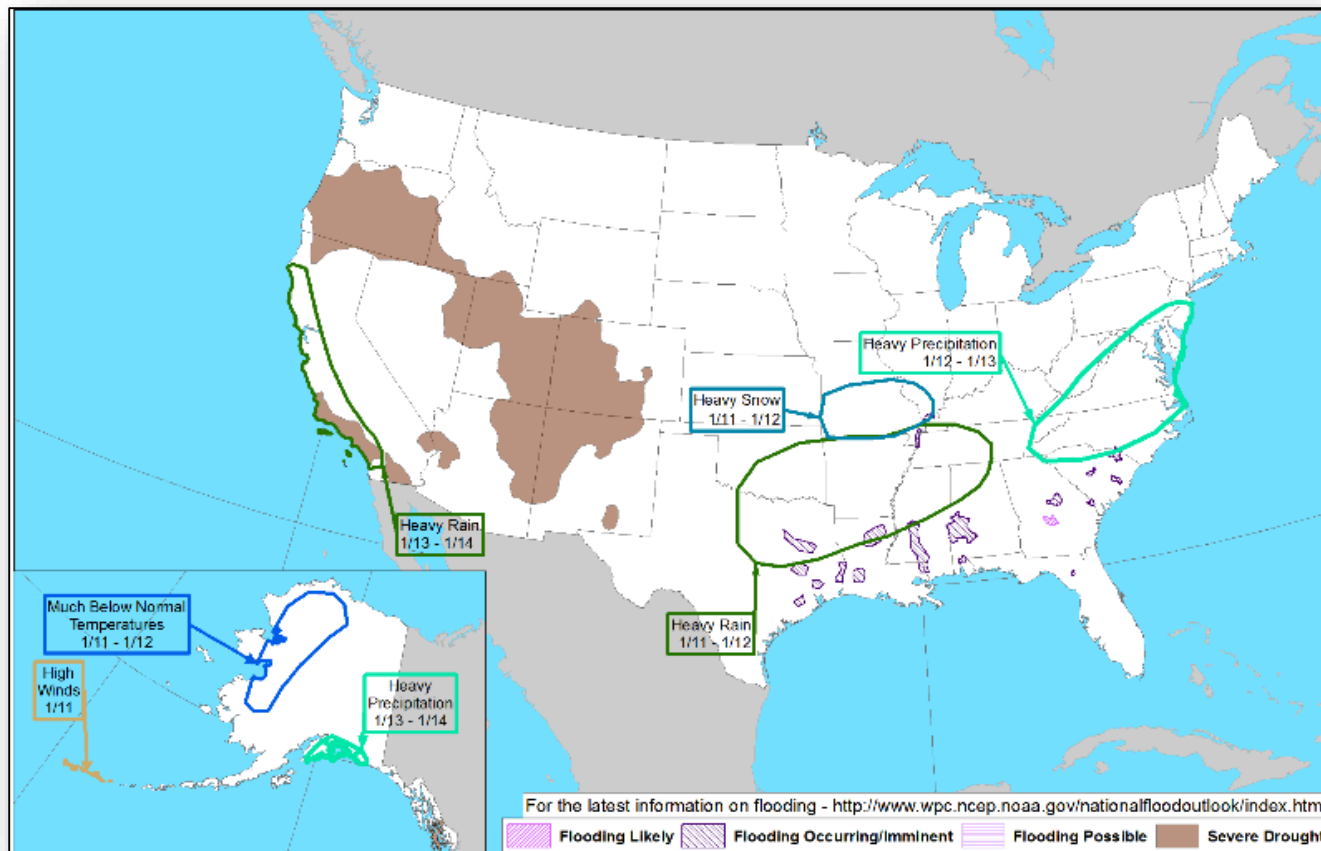 Heavy Precipitation
1/12 - 1/13
Heavy Snow
1/11 - 1/12
Heavy Rain
1/13 - 1/14
Heavy Rain
1/11 - 1/12
Much Below Normal
Temperatures
1/11 - 1/12
High
Winds
1/11
Heavy
Precipitation
1/13 - 1/14
For the latest information on flooding - http://www.wpc.ncep.noaa.gov/nationalfloodoutlook/index.htm
Flooding Likely Flooding Occurring/Imminent Flooding Possible Severe Drought